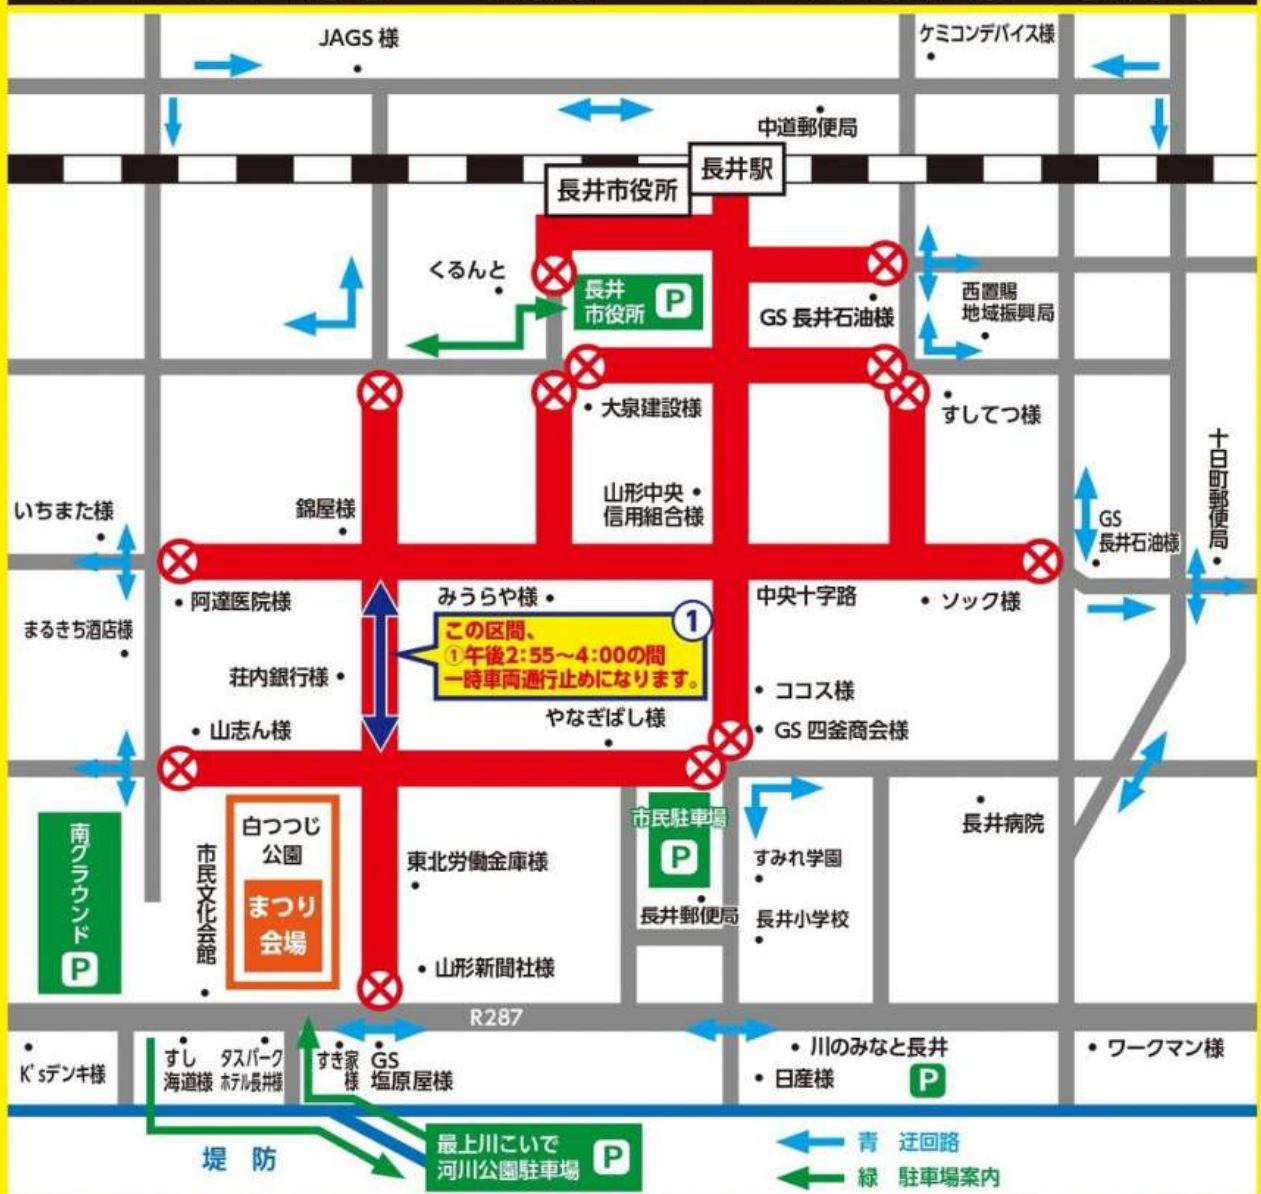 JAGS 様
ケミコンデバイス様
中道郵便局
長井駅
長井市役所
くるんと
長井
市役所
P
GS 長井石油様
西置賜
地域振興局
大泉建設様
すしてつ様
十日町郵便局
いちまた様
錦屋様
山形中央
信用組合様
GS
長井石油様
阿達医院様
みうらや様
中央十字路
ソック様
まるきち酒店様
①
この区間、
①午後2:55～4:00の間
一時車両通行止めになります。
荘内銀行様
ココス様
山志ん様
やなぎばし様
GS 四釜商会様
南グラウンド
P
市民文化会館
白つつじ
公園
まつり
会場
東北労働金庫様
市民駐車場
P
すみれ学園
長井病院
長井郵便局
長井小学校
山形新聞社様
R287
K'sデンキ様
すし
海道様
タスパーク
ホテル長井様
すき家
様
GS
塩原屋様
川のみなと長井
P
日産様
ワークマン様
堤 防
最上川こいで
河川公園駐車場
P
青 迂回路
緑 駐車場案内